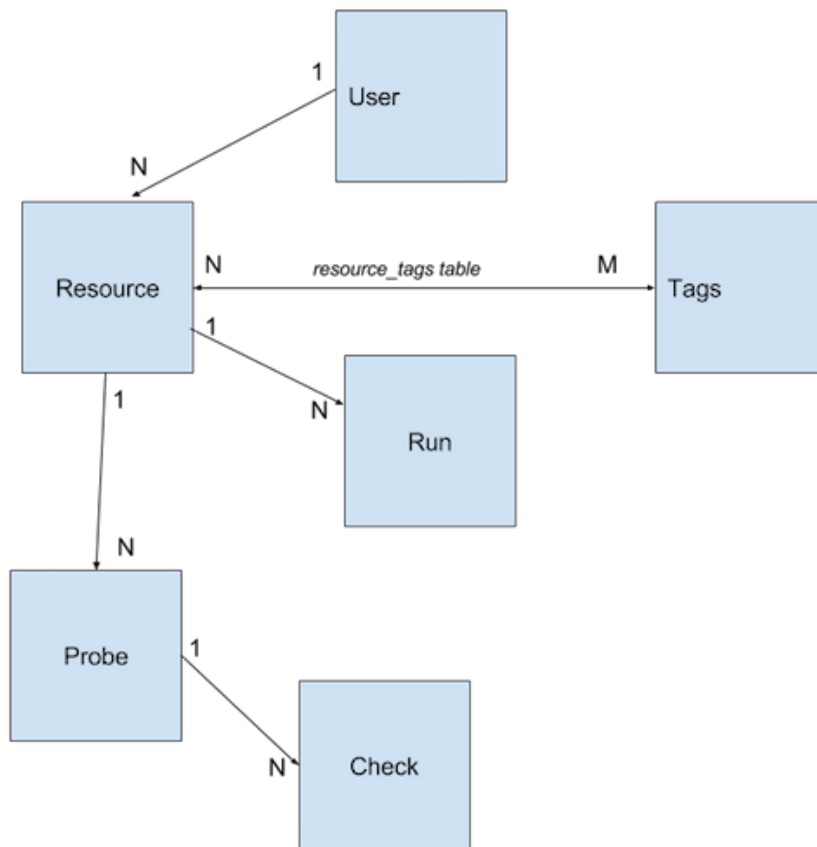 1
User
N
N
resource_tags table
M
Resource
Tags
1
1
N
Run
N
1
Probe
N
Check